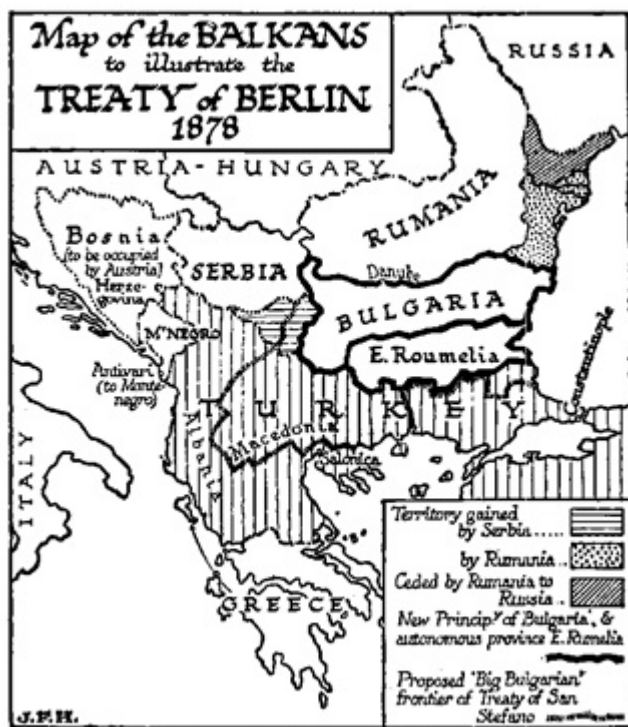 Map of the BALKANS
to illustrate the
TREATY of BERLIN
1878
RUSSIA
AUSTRIA-HUNGARY
RUMANIA
Bosnia
(to be occupied
by Austria)
Herze-
govina
SERBIA
Danube
BULGARIA
MT NEGRO
E. Roumelia
Constantinople
Antivari
(to Monte-
negro)
TURKEY
Macedonia
Albania
Salonica
ITALY
GREECE
Territory gained
by Serbia
by Rumania
Ceded by Rumania to
Russia
New Principy of 'Bulgaria', &
autonomous province E. Rumelia
Proposed "Big Bulgarian"
frontier of Treaty of San
Stefano
J.F.H.